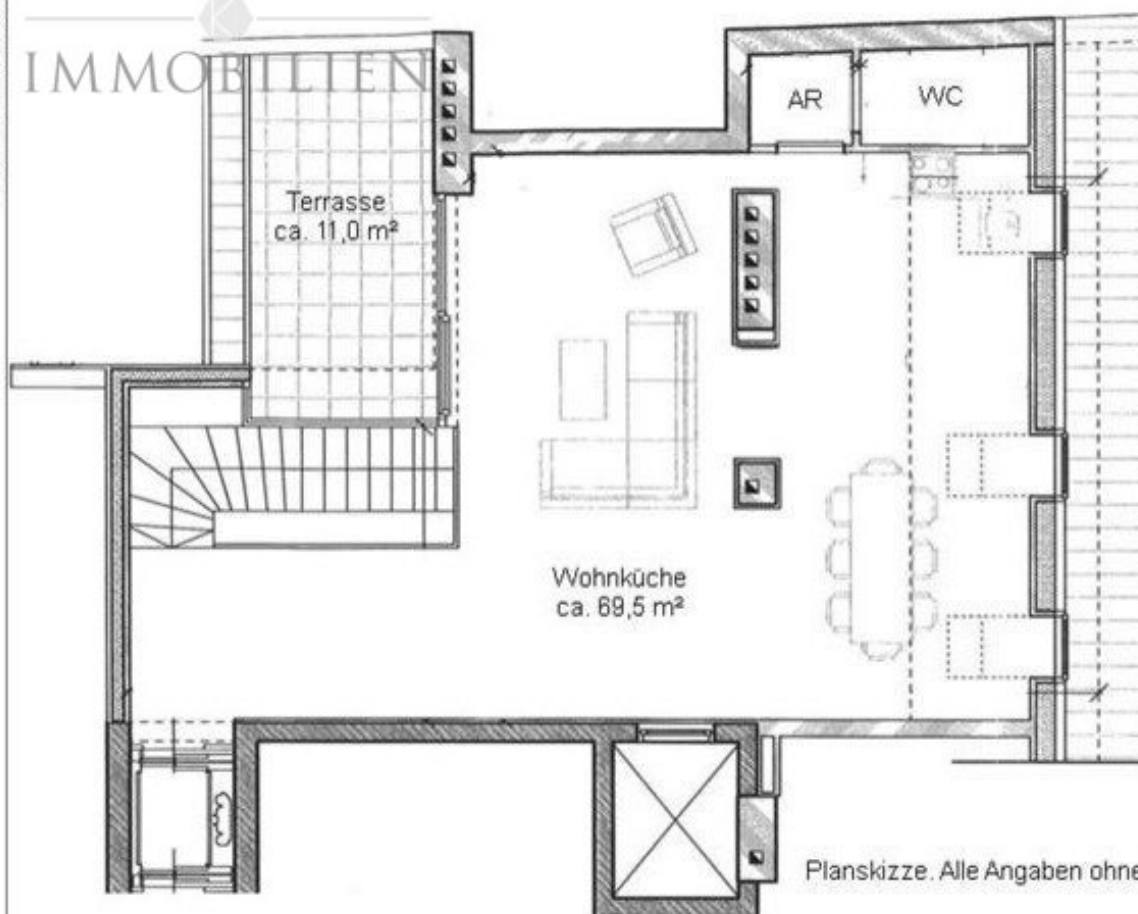 IMMOBILIEN
AR
WC
Terrasse
ca. 11,0 m²
Wohnküche
ca. 69,5 m²
Planskizze. Alle Angaben ohne